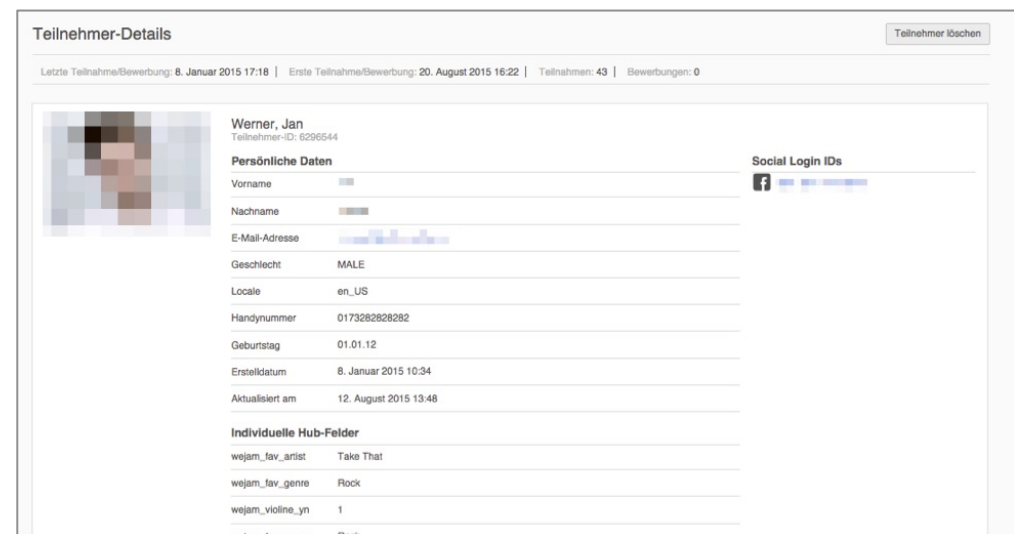 Teilnehmer-Details
Teilnehmer löschen
Letzte Teilnahme/Bewerbung: 8. Januar 2015 17:18 | Erste Teilnahme/Bewerbung: 20. August 2015 16:22 | Teilnahmen: 43 | Bewerbungen: 0
Werner, Jan
Teilnehmer-ID: 6296544
Persönliche Daten
Vorname
Nachname
E-Mail-Adresse
Geschlecht MALE
Locale en_US
Handynummer 0173282828282
Geburtstag 01.01.12
Erstelldatum 8. Januar 2015 10:34
Aktualisiert am 12. August 2015 13:48
Individuelle Hub-Felder
wejam_fav_artist Take That
wejam_fav_genre Rock
wejam_violine_yn 1
Social Login IDs